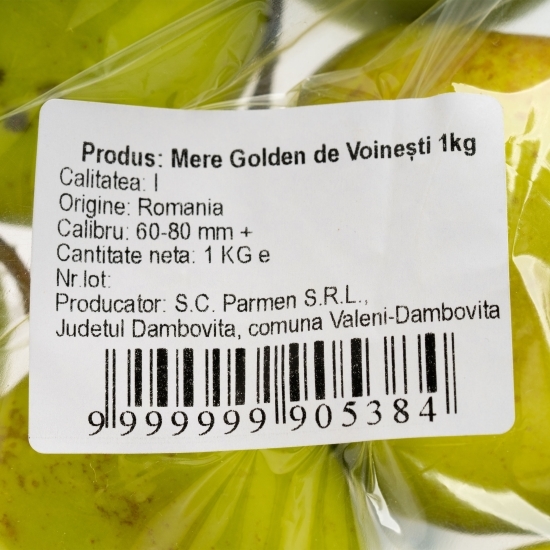 Produs: Mere Golden de Voinești 1kg
Calitatea: I
Origine: Romania
Calibru: 60-80 mm +
Cantitate neta: 1 KG e
Nr.lot:
Producator: S.C. Parmen S.R.L.,
Judetul Dambovita, comuna Valeni-Dambovita
9 999999 905384